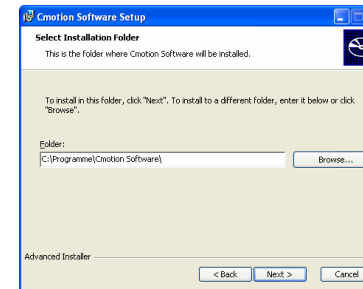 Cmotion Software Setup
Select Installation Folder
This is the folder where Cmotion Software will be installed.
To install in this folder, click "Next". To install to a different folder, enter it below or click
"Browse".
Folder:
C:\Programme\Cmotion Software\
Browse...
Advanced Installer
< Back
Next >
Cancel